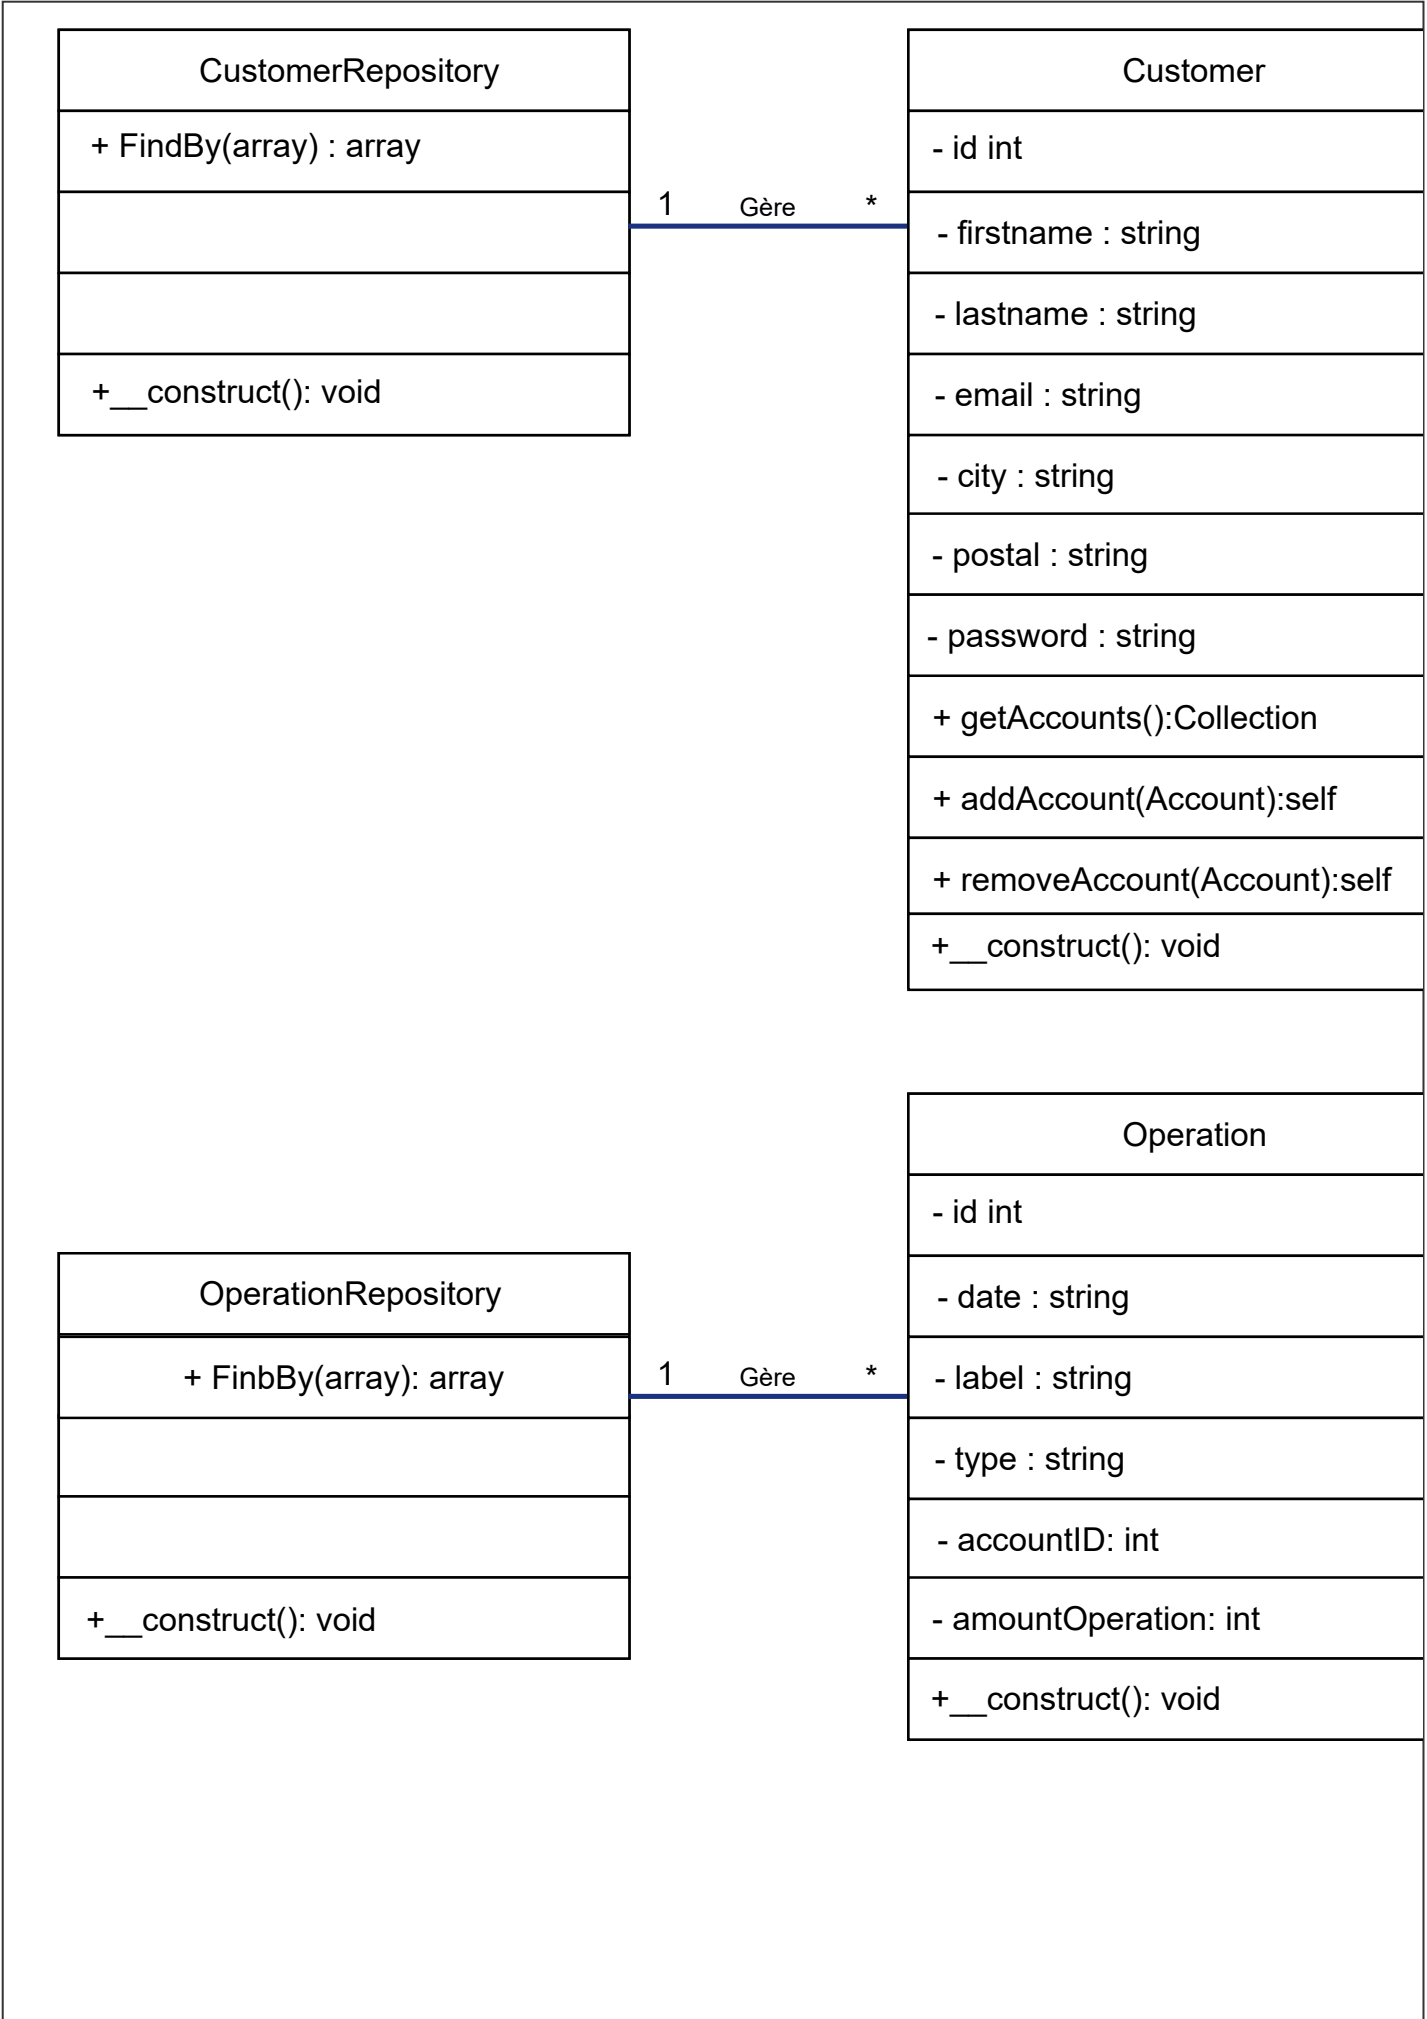 CustomerRepository
+ FindBy(array) : array
+__construct(): void
1 Gère *
Customer
- id int
- firstname : string
- lastname : string
- email : string
- city : string
- postal : string
- password : string
+ getAccounts():Collection
+ addAccount(Account):self
+ removeAccount(Account):self
+__construct(): void
OperationRepository
+ FinbBy(array): array
+__construct(): void
1 Gère *
Operation
- id int
- date : string
- label : string
- type : string
- accountID: int
- amountOperation: int
+__construct(): void